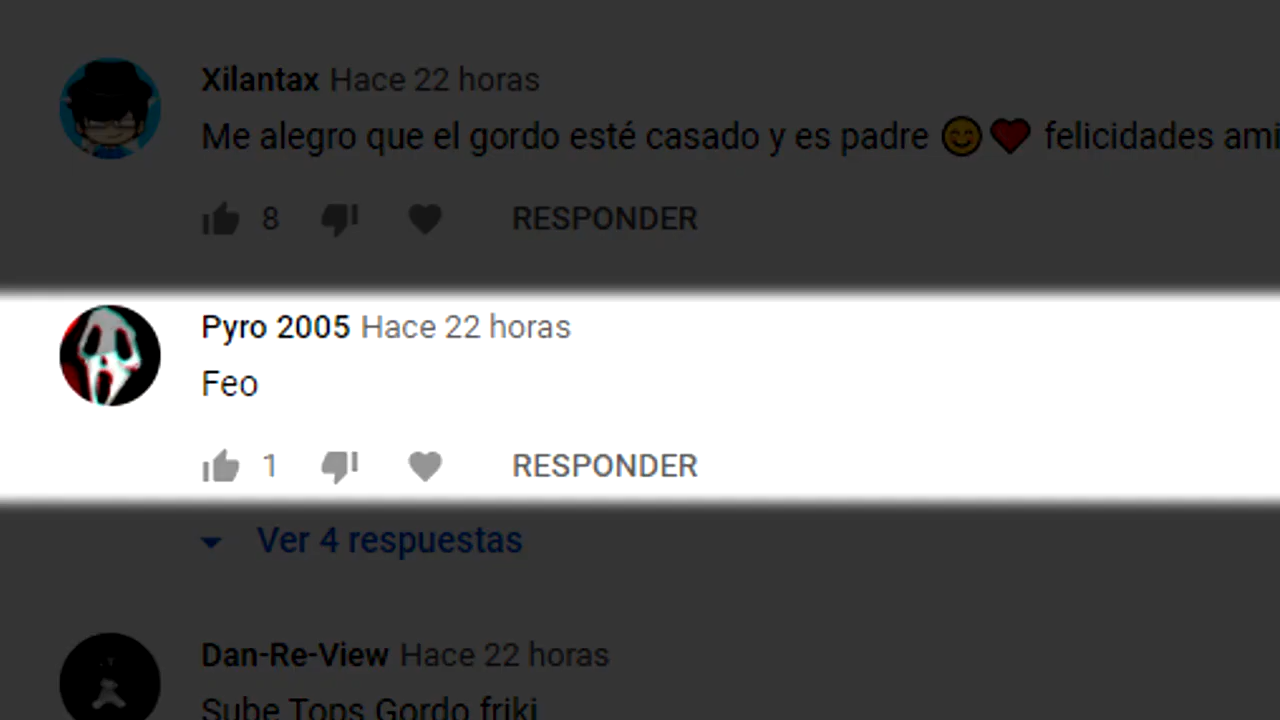 Xilantax Hace 22 horas
Me alegro que el gordo esté casado y es padre 😊❤ felicidades
8 RESPONDER
Pyro 2005 Hace 22 horas
Feo
1 RESPONDER
Ver 4 respuestas
Dan-Re-View Hace 22 horas
Sube Tops Gordo friki